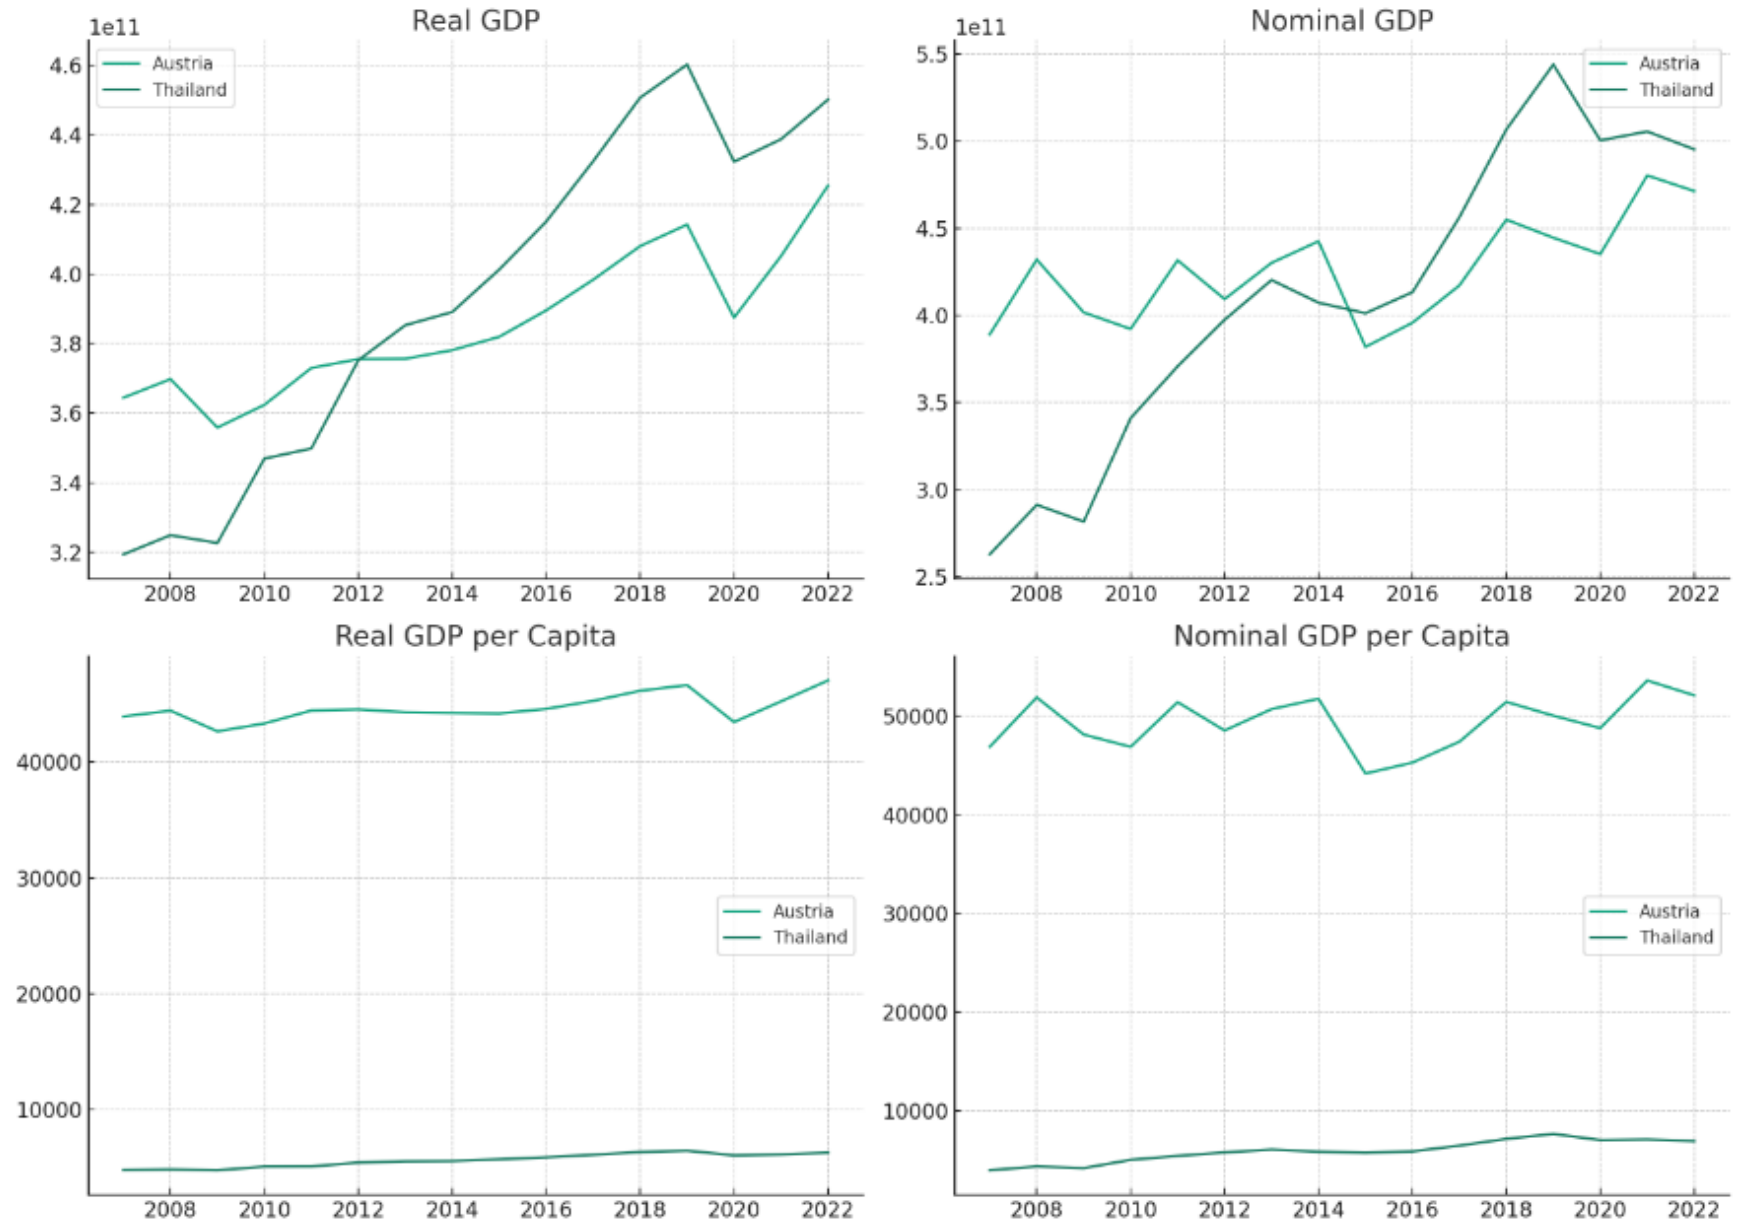 Real GDP
1e11
Austria
Thailand
4.6
4.4
4.2
4.0
3.8
3.6
3.4
3.2
2008 2010 2012 2014 2016 2018 2020 2022
Nominal GDP
1e11
Austria
Thailand
5.5
5.0
4.5
4.0
3.5
3.0
2.5
2008 2010 2012 2014 2016 2018 2020 2022
Real GDP per Capita
40000
30000
20000
10000
Austria
Thailand
2008 2010 2012 2014 2016 2018 2020 2022
Nominal GDP per Capita
50000
40000
30000
20000
10000
Austria
Thailand
2008 2010 2012 2014 2016 2018 2020 2022